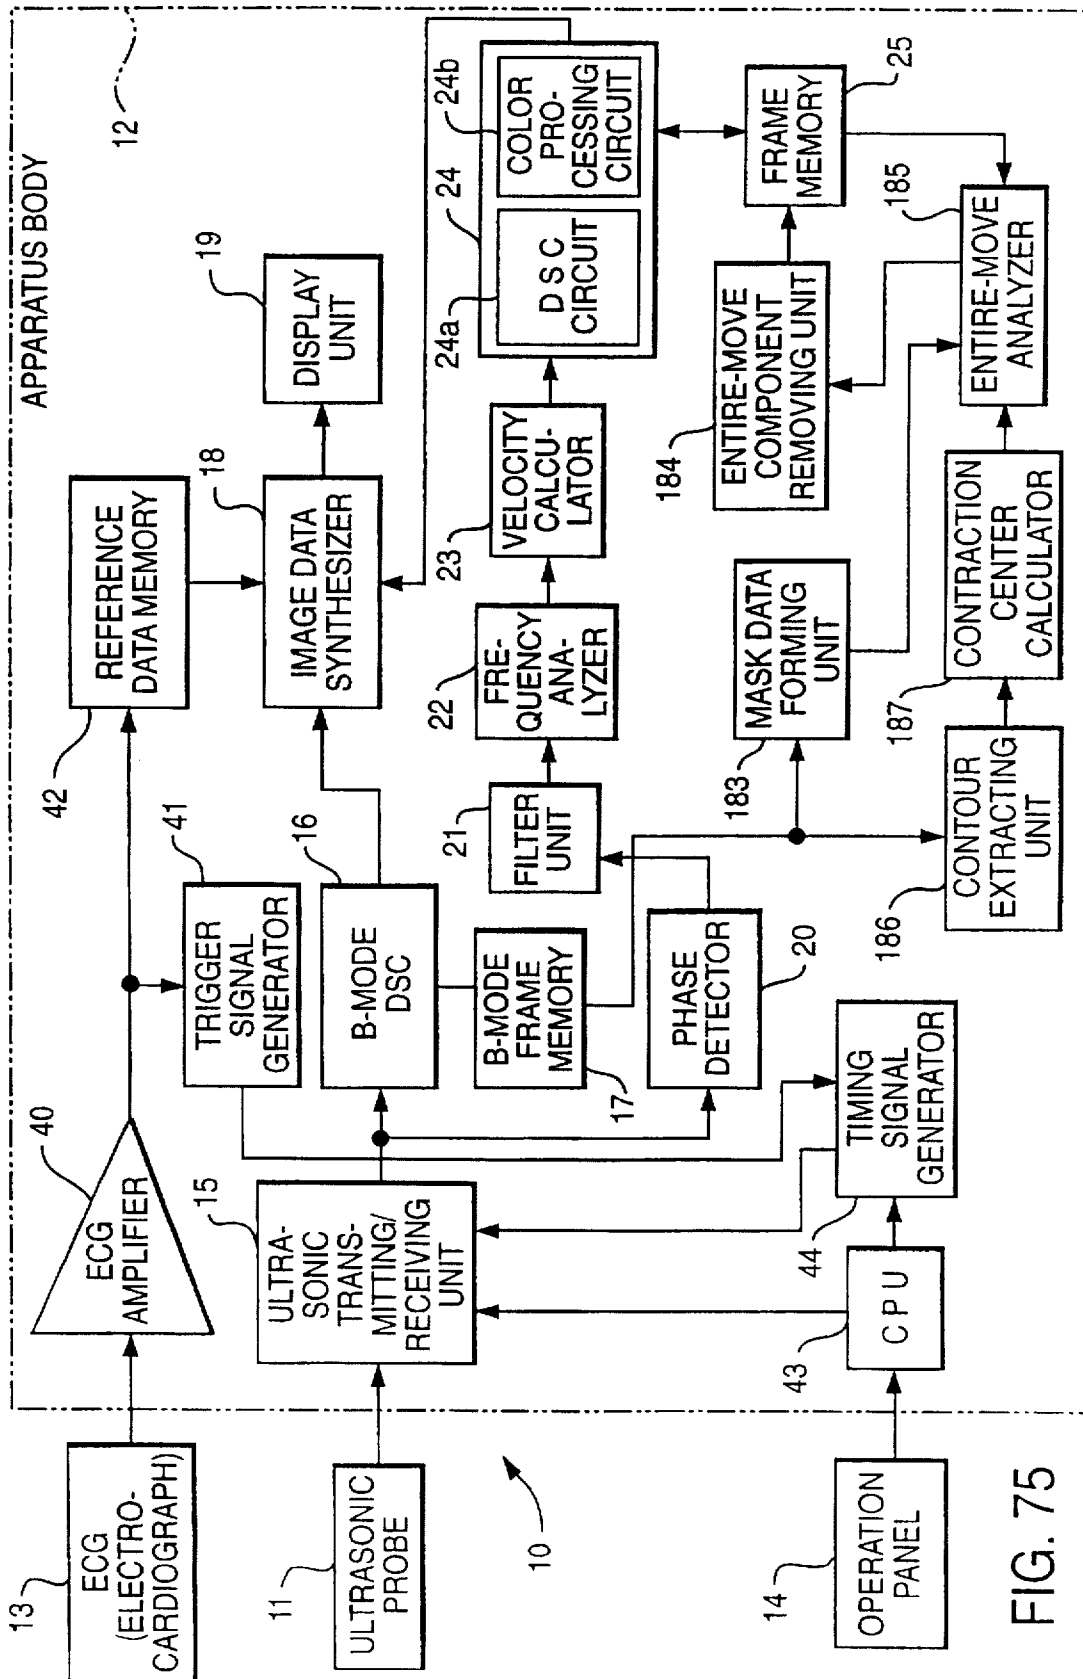 APPARATUS BODY
12
13
ECG
(ELECTRO-
CARDIOGRAPH)
40
ECG
AMPLIFIER
42
REFERENCE
DATA MEMORY
41
TRIGGER
SIGNAL
GENERATOR
18
IMAGE DATA
SYNTHESIZER
19
DISPLAY
UNIT
11
ULTRASONIC
PROBE
15
ULTRA-
SONIC
TRANS-
MITTING/
RECEIVING
UNIT
16
B-MODE
DSC
B-MODE
FRAME
MEMORY
17
21
FILTER
UNIT
22
FRE-
QUENCY
ANA-
LYZER
23
VELOCITY
CALCU-
LATOR
24a
24
24b
DSC
CIRCUIT
COLOR
PRO-
CESSING
CIRCUIT
10
PHASE
DETECTOR
20
183
MASK DATA
FORMING
UNIT
184
ENTIRE-MOVE
COMPONENT
REMOVING UNIT
FRAME
MEMORY
25
14
OPERATION
PANEL
43
CPU
44
TIMING
SIGNAL
GENERATOR
186
CONTOUR
EXTRACTING
UNIT
187
CONTRACTION
CENTER
CALCULATOR
185
ENTIRE-MOVE
ANALYZER
FIG. 75